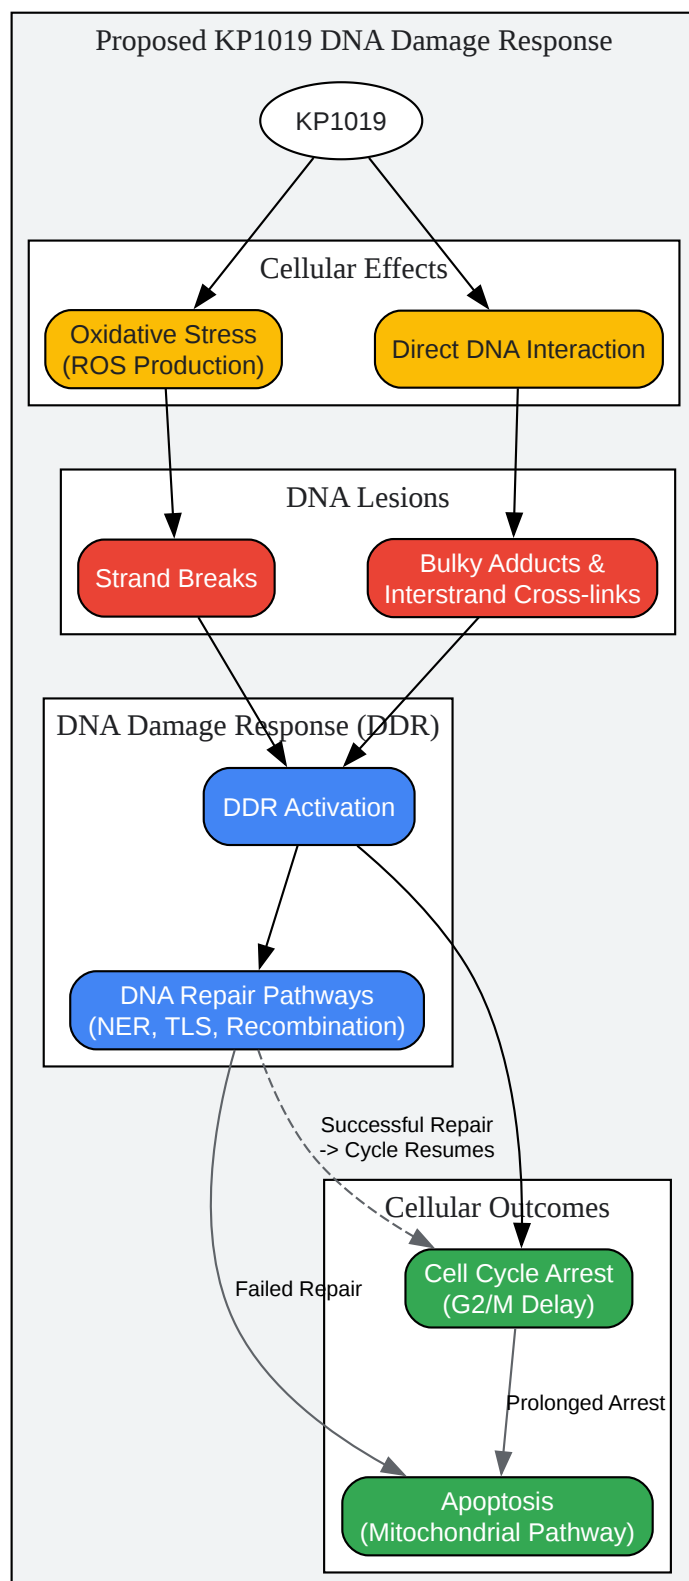 Proposed KP1019 DNA Damage Response
KP1019
Cellular Effects
Oxidative Stress
(ROS Production)
Direct DNA Interaction
DNA Lesions
Strand Breaks
Bulky Adducts &
Interstrand Cross-links
DNA Damage Response (DDR)
DDR Activation
DNA Repair Pathways
(NER, TLS, Recombination)
Successful Repair
-> Cycle Resumes
Cellular Outcomes
Cell Cycle Arrest
(G2/M Delay)
Failed Repair
Prolonged Arrest
Apoptosis
(Mitochondrial Pathway)